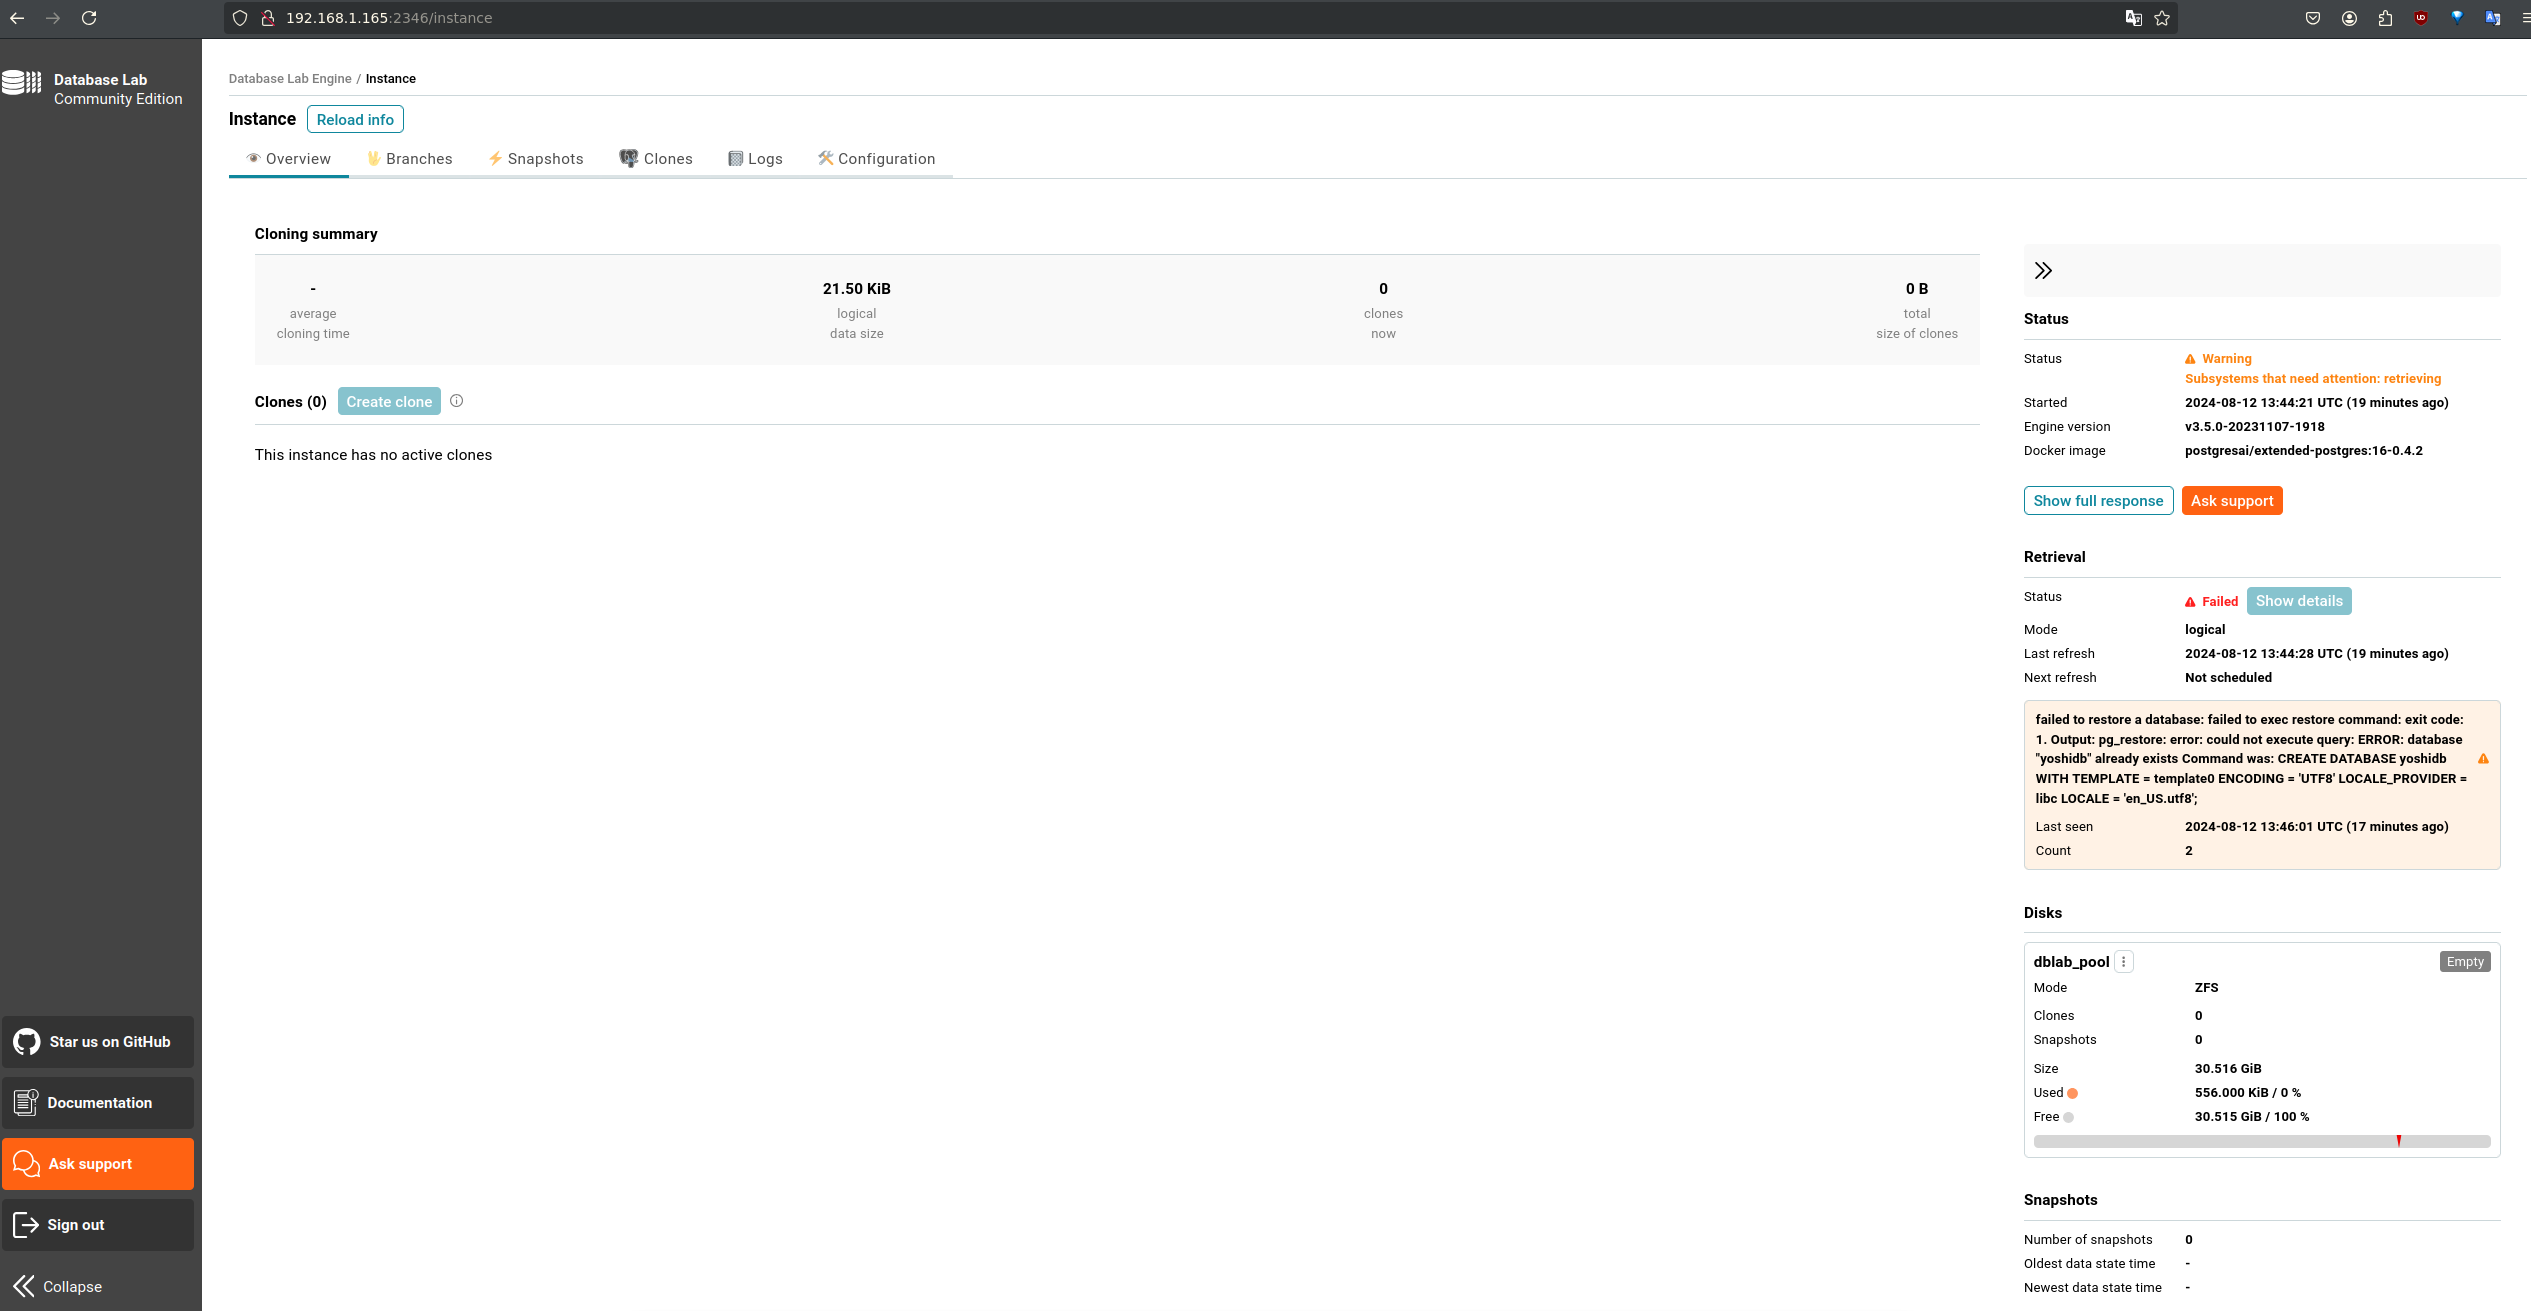 192.168.1.165:2346/instance
Database Lab
Community Edition
Database Lab Engine / Instance
Instance Reload info
Overview Branches Snapshots Clones Logs Configuration
Cloning summary
- 21.50 KiB 0 0 B
average logical clones total
cloning time data size now size of clones
Clones (0) Create clone
This instance has no active clones
Status
Status Warning
Subsystems that need attention: retrieving
Started 2024-08-12 13:44:21 UTC (19 minutes ago)
Engine version v3.5.0-20231107-1918
Docker image postgresai/extended-postgres:16-0.4.2
Show full response Ask support
Retrieval
Status Failed Show details
Mode logical
Last refresh 2024-08-12 13:44:28 UTC (19 minutes ago)
Next refresh Not scheduled
failed to restore a database: failed to exec restore command: exit code:
1. Output: pg_restore: error: could not execute query: ERROR: database
"yoshidb" already exists Command was: CREATE DATABASE yoshidb
WITH TEMPLATE = template0 ENCODING = 'UTF8' LOCALE_PROVIDER =
libc LOCALE = 'en_US.utf8';
Last seen 2024-08-12 13:46:01 UTC (17 minutes ago)
Count 2
Disks
dblab_pool Empty
Mode ZFS
Clones 0
Snapshots 0
Size 30.516 GiB
Used 556.000 KiB / 0 %
Free 30.515 GiB / 100 %
Snapshots
Number of snapshots 0
Oldest data state time -
Newest data state time -
Star us on GitHub
Documentation
Ask support
Sign out
Collapse